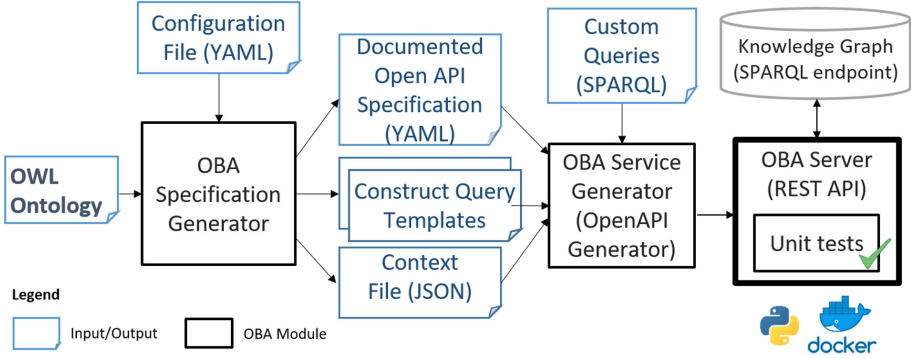 Configuration
File (YAML)
OWL
Ontology
OBA
Specification
Generator
Documented
Open API
Specification
(YAML)
Construct Query
Templates
Context
File (JSON)
Custom
Queries
(SPARQL)
OBA Service
Generator
(OpenAPI
Generator)
Knowledge Graph
(SPARQL endpoint)
OBA Server
(REST API)
Unit tests
docker
Legend
Input/Output
OBA Module